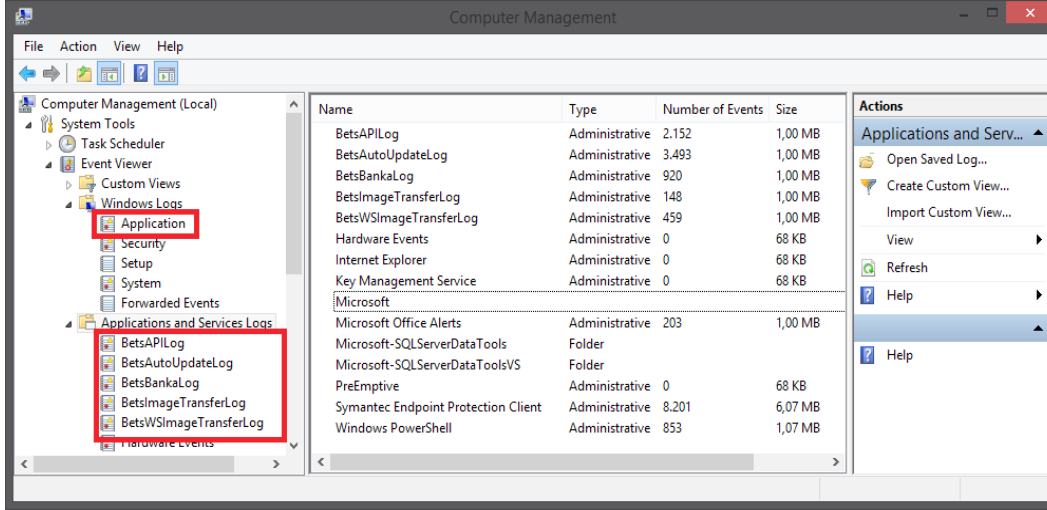 Computer Management
File Action View Help
Computer Management (Local)
System Tools
Task Scheduler
Event Viewer
Custom Views
Windows Logs
Application
Security
Setup
System
Forwarded Events
Applications and Services Logs
BetsAPILog
BetsAutoUpdateLog
BetsBankaLog
BetsImageTransferLog
BetsWSImageTransferLog
Hardware Events
Name Type Number of Events Size
BetsAPILog Administrative 2.152 1,00 MB
BetsAutoUpdateLog Administrative 3.493 1,00 MB
BetsBankaLog Administrative 920 1,00 MB
BetsImageTransferLog Administrative 148 1,00 MB
BetsWSImageTransferLog Administrative 459 1,00 MB
Hardware Events Administrative 0 68 KB
Internet Explorer Administrative 0 68 KB
Key Management Service Administrative 0 68 KB
Microsoft
Microsoft Office Alerts Administrative 203 1,00 MB
Microsoft-SQLServerDataTools Folder
Microsoft-SQLServerDataToolsVS Folder
PreEmptive Administrative 0 68 KB
Symantec Endpoint Protection Client Administrative 8.201 6,07 MB
Windows PowerShell Administrative 853 1,07 MB
Actions
Applications and Serv...
Open Saved Log...
Create Custom View...
Import Custom View...
View
Refresh
Help
Help